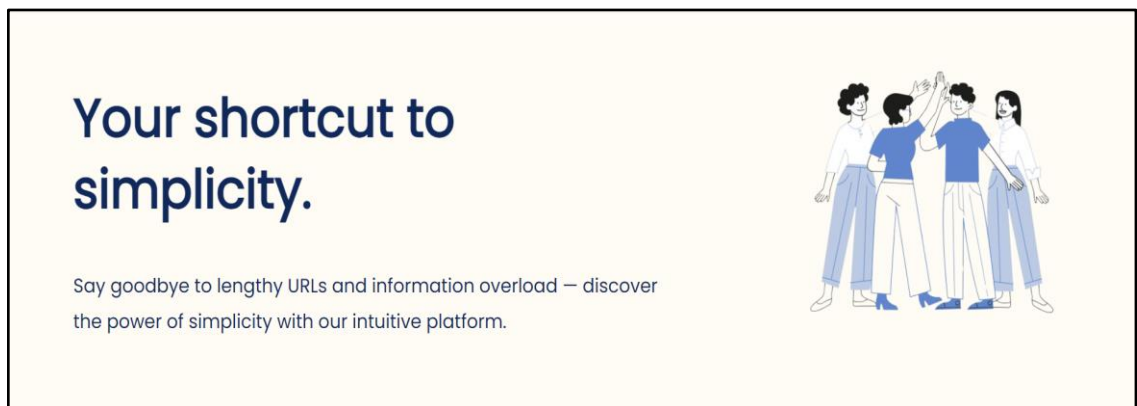 Your shortcut to
simplicity.
Say goodbye to lengthy URLs and information overload — discover
the power of simplicity with our intuitive platform.